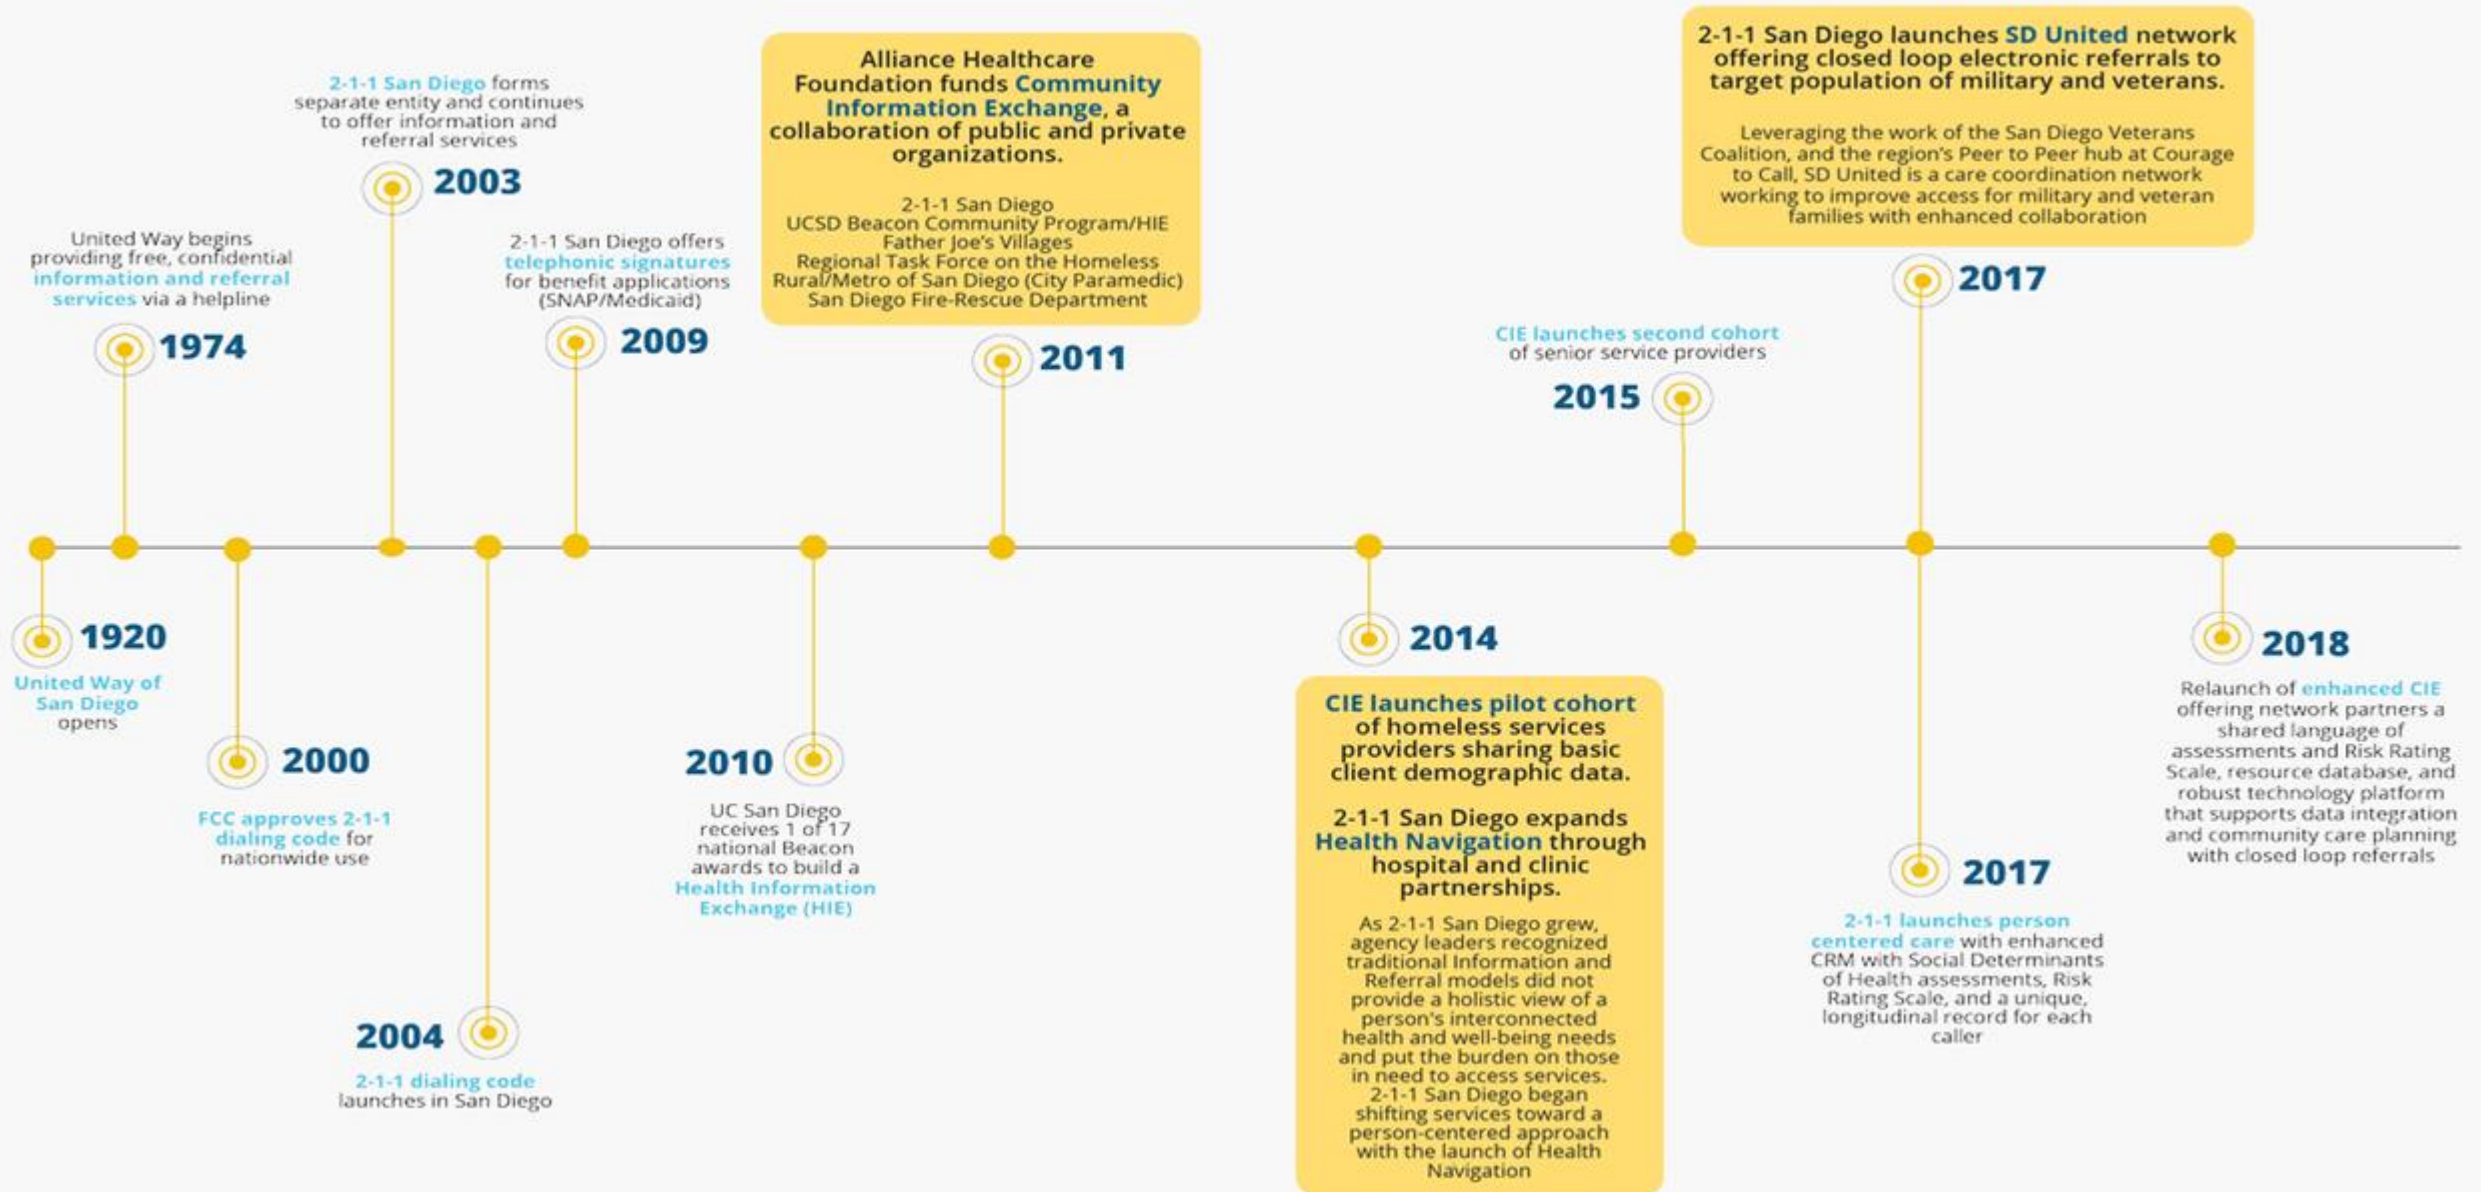 2-1-1 San Diego forms
separate entity and continues
to offer information and
referral services
2003
United Way begins
providing free, confidential
information and referral
services via a helpline
1974
2-1-1 San Diego offers
telephonic signatures
for benefit applications
(SNAP/Medicaid)
2009
Alliance Healthcare
Foundation funds Community
Information Exchange, a
collaboration of public and private
organizations.
2-1-1 San Diego
UCSD Beacon Community Program/HIE
Father Joe's Villages
Regional Task Force on the Homeless
Rural/Metro of San Diego (City Paramedic)
San Diego Fire-Rescue Department
2011
CIE launches second cohort
of senior service providers
2015
2-1-1 San Diego launches SD United network
offering closed loop electronic referrals to
target population of military and veterans.
Leveraging the work of the San Diego Veterans
Coalition, and the region's Peer to Peer hub at Courage
to Call, SD United is a care coordination network
working to improve access for military and veteran
families with enhanced collaboration
2017
1920
United Way of
San Diego
opens
2000
FCC approves 2-1-1
dialing code for
nationwide use
2004
2-1-1 dialing code
launches in San Diego
2010
UC San Diego
receives 1 of 17
national Beacon
awards to build a
Health Information
Exchange (HIE)
2014
CIE launches pilot cohort
of homeless services
providers sharing basic
client demographic data.
2-1-1 San Diego expands
Health Navigation through
hospital and clinic
partnerships.
As 2-1-1 San Diego grew,
agency leaders recognized
traditional Information and
Referral models did not
provide a holistic view of a
person's interconnected
health and well-being needs
and put the burden on those
in need to access services.
2-1-1 San Diego began
shifting services toward a
person-centered approach
with the launch of Health
Navigation
2017
2-1-1 launches person
centered care with enhanced
CRM with Social Determinants
of Health assessments, Risk
Rating Scale, and a unique,
longitudinal record for each
caller
2018
Relaunch of enhanced CIE
offering network partners a
shared language of
assessments and Risk Rating
Scale, resource database, and
robust technology platform
that supports data integration
and community care planning
with closed loop referrals